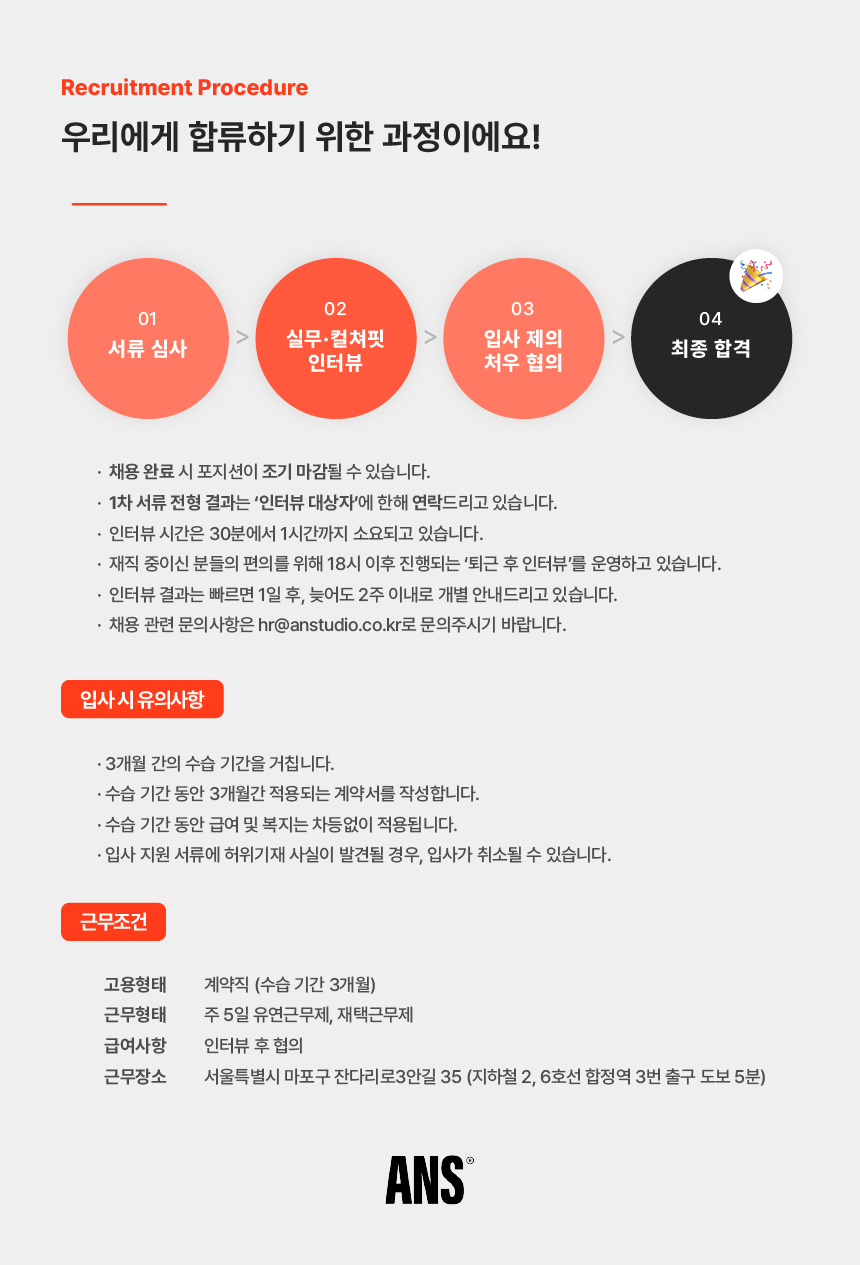 Recruitment Procedure
우리에게 합류하기 위한 과정이에요!
01
서류 심사
>
02
실무·컬쳐핏
인터뷰
>
03
입사 제의
처우 협의
>
04
최종 합격
· 채용 완료 시 포지션이 조기 마감될 수 있습니다.
· 1차 서류 전형 결과는 ‘인터뷰 대상자’에 한해 연락드리고 있습니다.
· 인터뷰 시간은 30분에서 1시간까지 소요되고 있습니다.
· 재직 중이신 분들의 편의를 위해 18시 이후 진행되는 ‘퇴근 후 인터뷰’를 운영하고 있습니다.
· 인터뷰 결과는 빠르면 1일 후, 늦어도 2주 이내로 개별 안내드리고 있습니다.
· 채용 관련 문의사항은 hr@anstudio.co.kr로 문의주시기 바랍니다.
입사 시 유의사항
· 3개월 간의 수습 기간을 거칩니다.
· 수습 기간 동안 3개월간 적용되는 계약서를 작성합니다.
· 수습 기간 동안 급여 및 복지는 차등없이 적용됩니다.
· 입사 지원 서류에 허위기재 사실이 발견될 경우, 입사가 취소될 수 있습니다.
근무조건
고용형태 계약직 (수습 기간 3개월)
근무형태 주 5일 유연근무제, 재택근무제
급여사항 인터뷰 후 협의
근무장소 서울특별시 마포구 잔다리로3안길 35 (지하철 2, 6호선 합정역 3번 출구 도보 5분)
ANS®